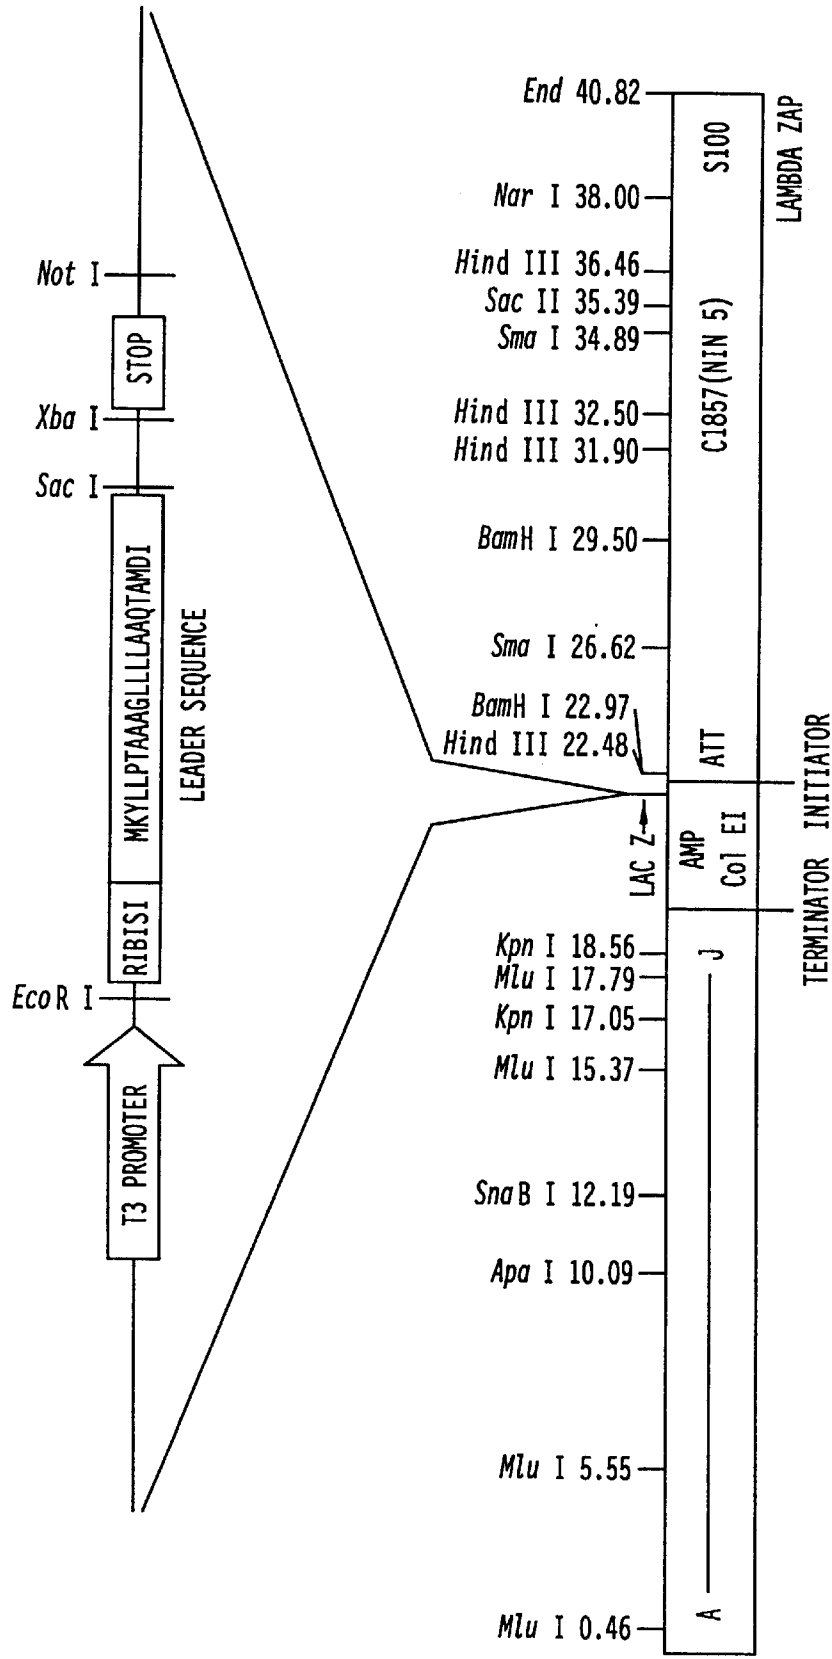 Not I
STOP
Xba I
Sac I
MKYLLPTAAAGLLLLAAQTAMDI
LEADER SEQUENCE
RIBISI
EcoR I
T3 PROMOTER
End 40.82
Nar I 38.00
Hind III 36.46
Sac II 35.39
Sma I 34.89
Hind III 32.50
Hind III 31.90
BamH I 29.50
Sma I 26.62
BamH I 22.97
Hind III 22.48
LAC Z
Kpn I 18.56
Mlu I 17.79
Kpn I 17.05
Mlu I 15.37
SnaB I 12.19
Apa I 10.09
Mlu I 5.55
Mlu I 0.46
S100
C1857(NIN 5)
ATT
AMP
Col EI
J
A
LAMBDA ZAP
INITIATOR
TERMINATOR